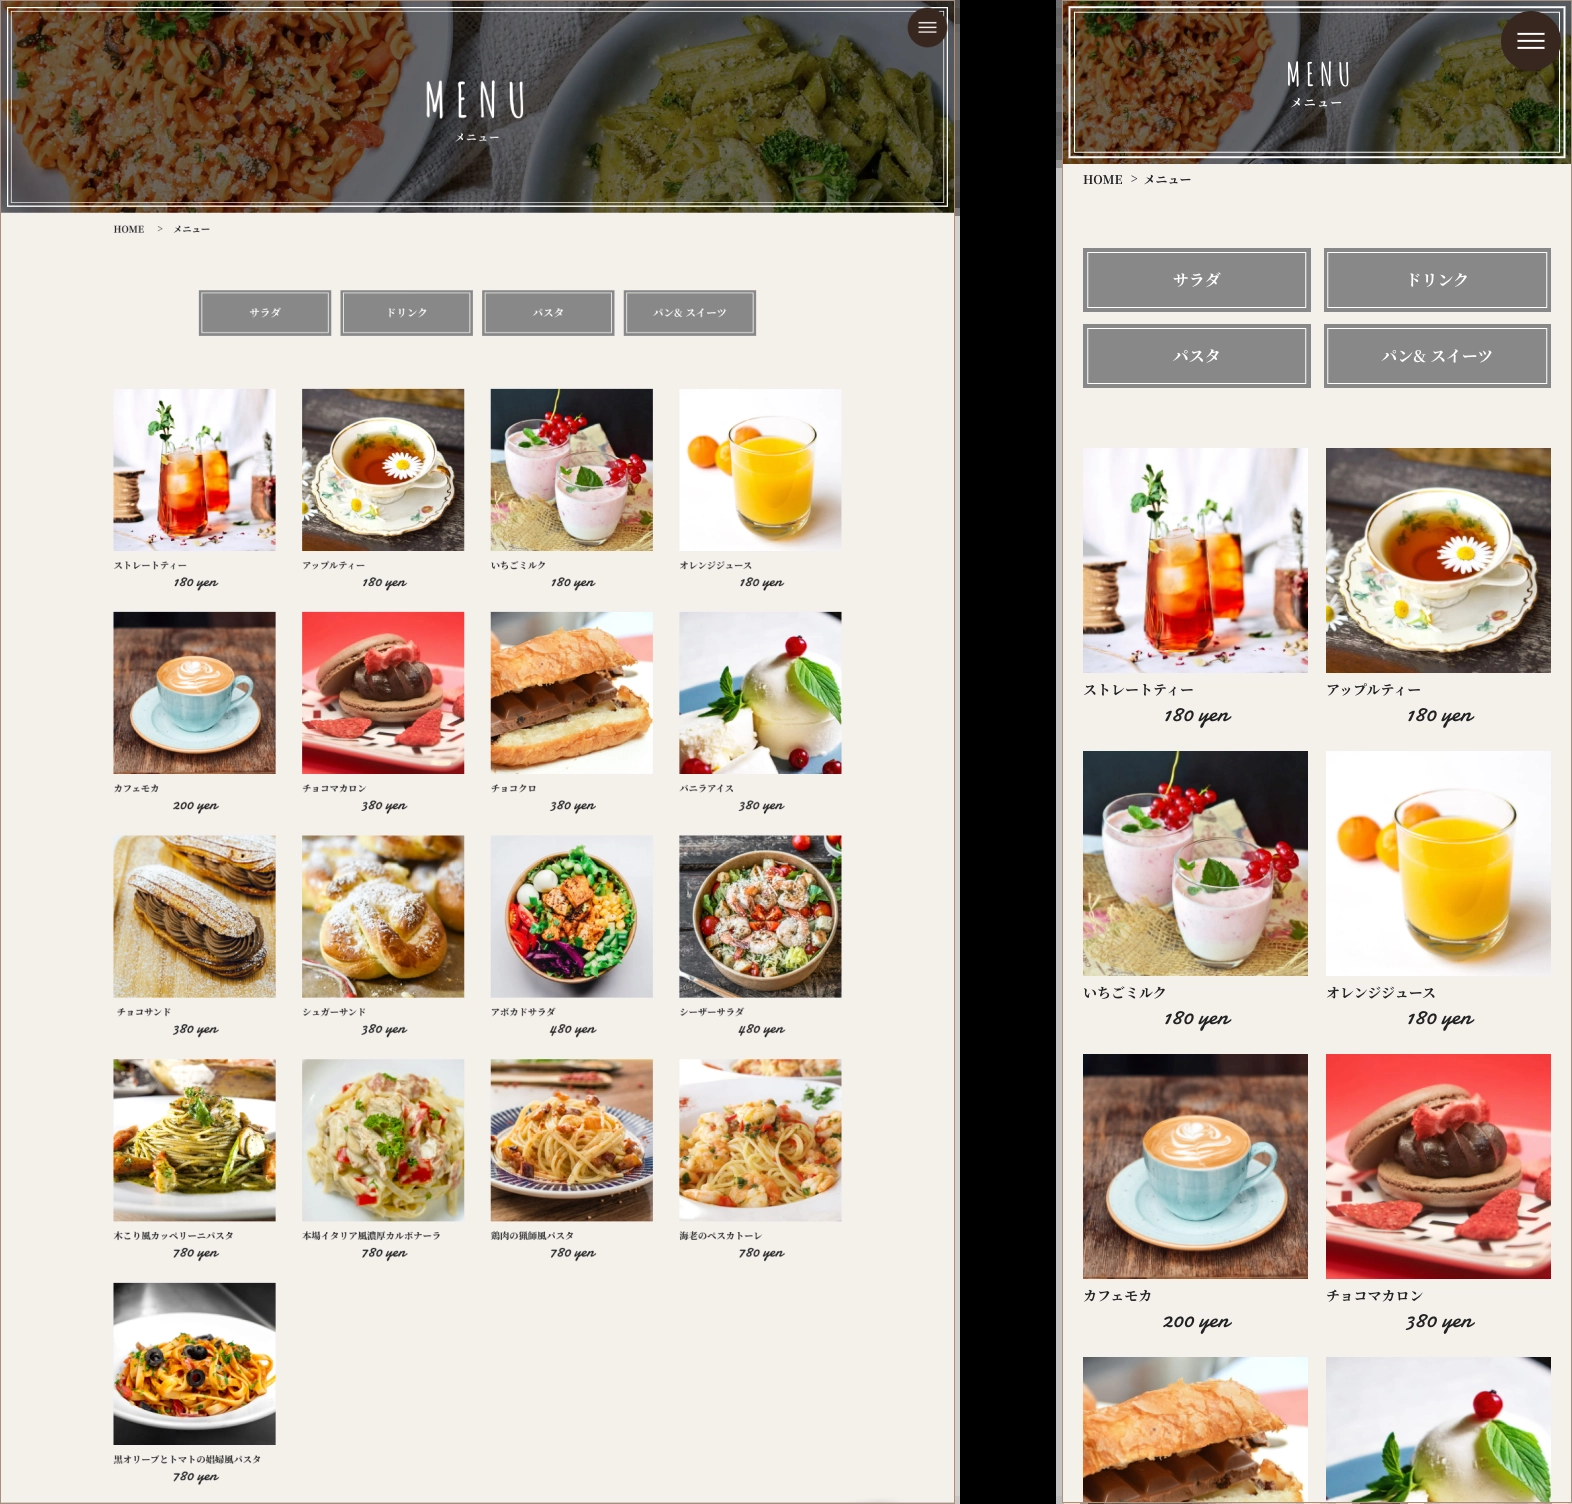 MENU
メニュー
HOME > メニュー
サラダ ドリンク パスタ パン& スイーツ
ストレートティー アップルティー いちごミルク オレンジジュース
180 yen 180 yen 180 yen 180 yen
カフェモカ チョコマカロン チョコクロ バニラアイス
200 yen 380 yen 380 yen 380 yen
チョコサンド シュガーサンド アボカドサラダ シーザーサラダ
380 yen 380 yen 480 yen 480 yen
木こり風カッペリーニパスタ 本場イタリア風濃厚カルボナーラ 鶏肉の猟師風パスタ 海老のペスカトーレ
780 yen 780 yen 780 yen 780 yen
黒オリーブとトマトの娼婦風パスタ
780 yen
MENU
メニュー
HOME > メニュー
サラダ ドリンク
パスタ パン& スイーツ
ストレートティー アップルティー
180 yen 180 yen
いちごミルク オレンジジュース
180 yen 180 yen
カフェモカ チョコマカロン
200 yen 380 yen